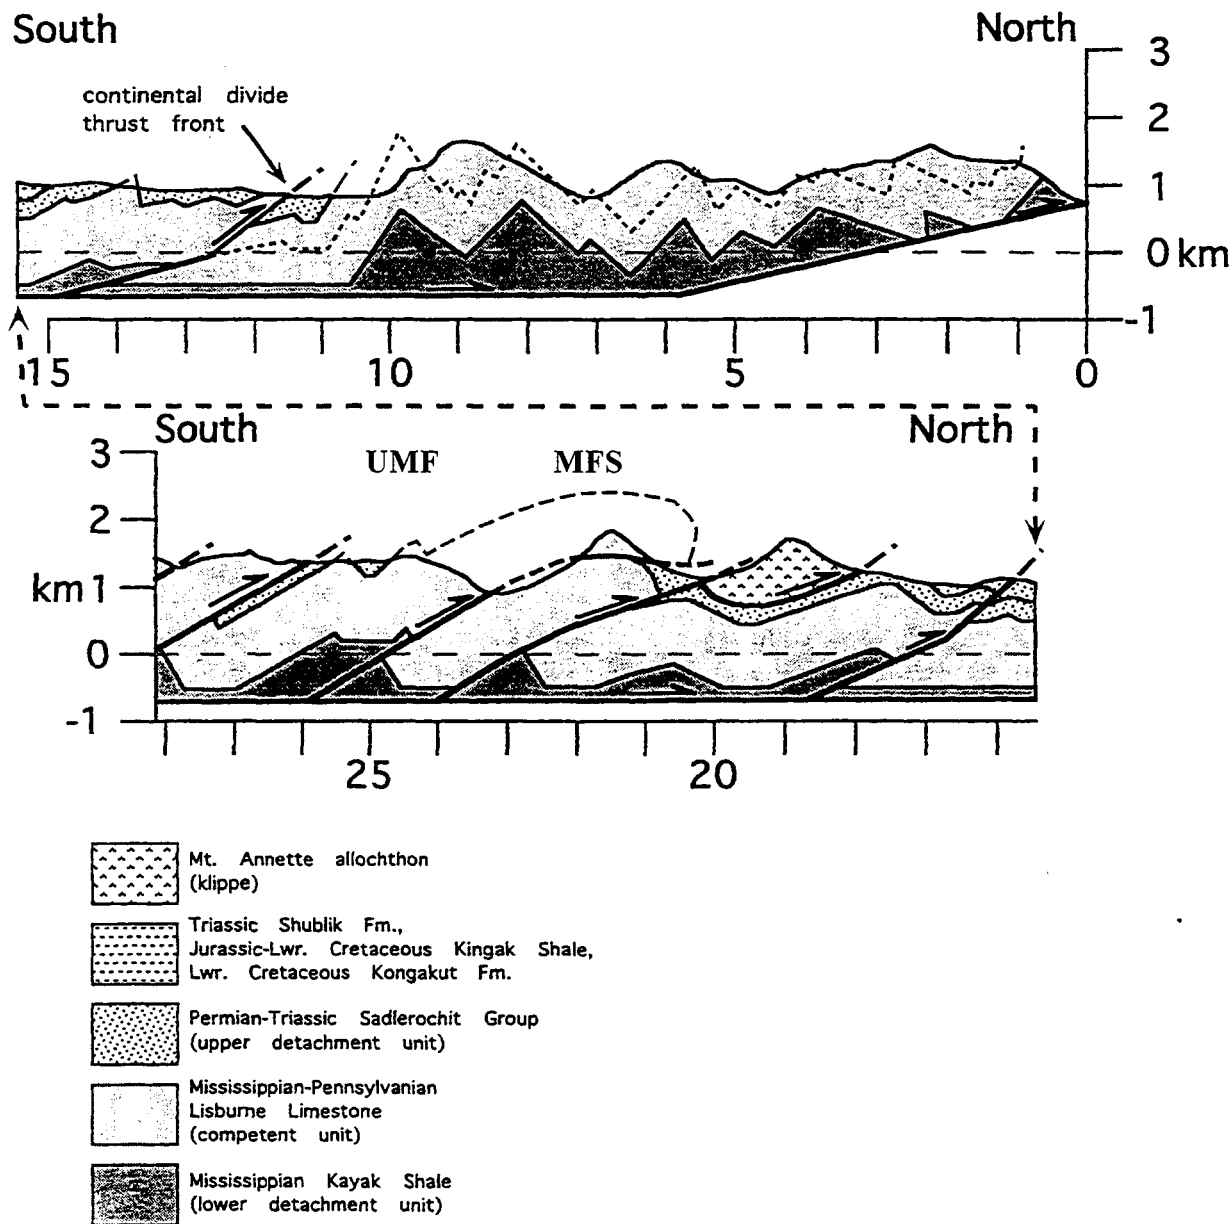 South
North
continental divide
thrust front
3
2
1
0 km
-1
15
10
5
0
South
North
UMF
MFS
3
2
km 1
0
-1
25
20
Mt. Annette allochthon
(klippe)
Triassic Shublik Fm.,
Jurassic-Lwr. Cretaceous Kingak Shale,
Lwr. Cretaceous Kongakut Fm.
Permian-Triassic Sadlerochit Group
(upper detachment unit)
Mississippian-Pennsylvanian
Lisburne Limestone
(competent unit)
Mississippian Kayak Shale
(lower detachment unit)